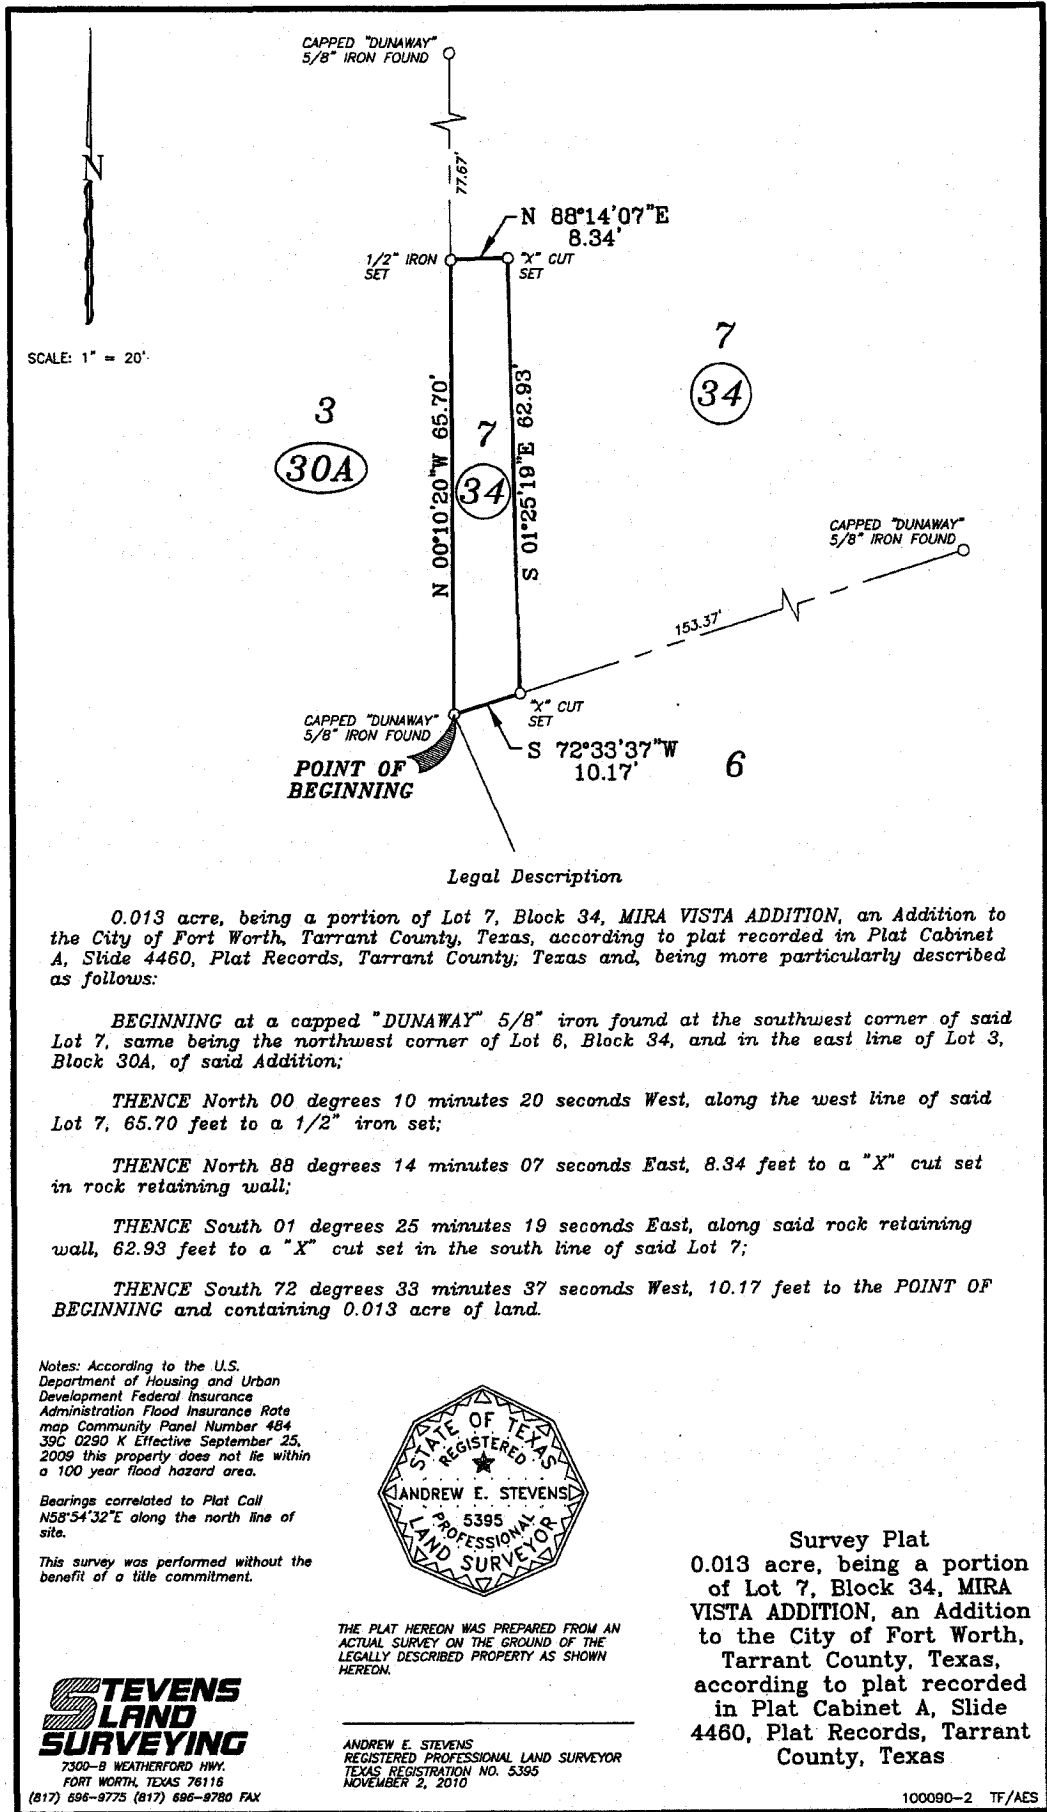 CAPPED "DUNAWAY"
5/8" IRON FOUND
N
77.67'
N 88°14'07"E
8.34'
1/2" IRON
SET
"X" CUT
SET
SCALE: 1" = 20'
7
34
3
30A
N 00°10'20"W 65.70'
7
34
S 01°25'19"E 62.93'
CAPPED "DUNAWAY"
5/8" IRON FOUND
153.37'
"X" CUT
SET
CAPPED "DUNAWAY"
5/8" IRON FOUND
S 72°33'37"W
10.17'
6
POINT OF
BEGINNING
Legal Description
0.013 acre, being a portion of Lot 7, Block 34, MIRA VISTA ADDITION, an Addition to
the City of Fort Worth, Tarrant County, Texas, according to plat recorded in Plat Cabinet
A, Slide 4460, Plat Records, Tarrant County; Texas and, being more particularly described
as follows:
BEGINNING at a capped "DUNAWAY" 5/8" iron found at the southwest corner of said
Lot 7, same being the northwest corner of Lot 6, Block 34, and in the east line of Lot 3,
Block 30A, of said Addition;
THENCE North 00 degrees 10 minutes 20 seconds West, along the west line of said
Lot 7, 65.70 feet to a 1/2" iron set;
THENCE North 88 degrees 14 minutes 07 seconds East, 8.34 feet to a "X" cut set
in rock retaining wall;
THENCE South 01 degrees 25 minutes 19 seconds East, along said rock retaining
wall, 62.93 feet to a "X" cut set in the south line of said Lot 7;
THENCE South 72 degrees 33 minutes 37 seconds West, 10.17 feet to the POINT OF
BEGINNING and containing 0.013 acre of land.
Notes: According to the U.S.
Department of Housing and Urban
Development Federal Insurance
Administration Flood Insurance Rate
map Community Panel Number 484
39C 0290 K Effective September 25,
2009 this property does not lie within
a 100 year flood hazard area.
Bearings correlated to Plat Call
N58°54'32"E along the north line of
site.
This survey was performed without the
benefit of a title commitment.
STATE OF TEXAS
REGISTERED
ANDREW E. STEVENS
5395
PROFESSIONAL
LAND SURVEYOR
THE PLAT HEREON WAS PREPARED FROM AN
ACTUAL SURVEY ON THE GROUND OF THE
LEGALLY DESCRIBED PROPERTY AS SHOWN
HEREON.
ANDREW E. STEVENS
REGISTERED PROFESSIONAL LAND SURVEYOR
TEXAS REGISTRATION NO. 5395
NOVEMBER 2, 2010
STEVENS
LAND
SURVEYING
7300-B WEATHERFORD HWY.
FORT WORTH, TEXAS 76116
(817) 696-9775 (817) 696-9780 FAX
Survey Plat
0.013 acre, being a portion
of Lot 7, Block 34, MIRA
VISTA ADDITION, an Addition
to the City of Fort Worth,
Tarrant County, Texas,
according to plat recorded
in Plat Cabinet A, Slide
4460, Plat Records, Tarrant
County, Texas
100090-2 TF/AES